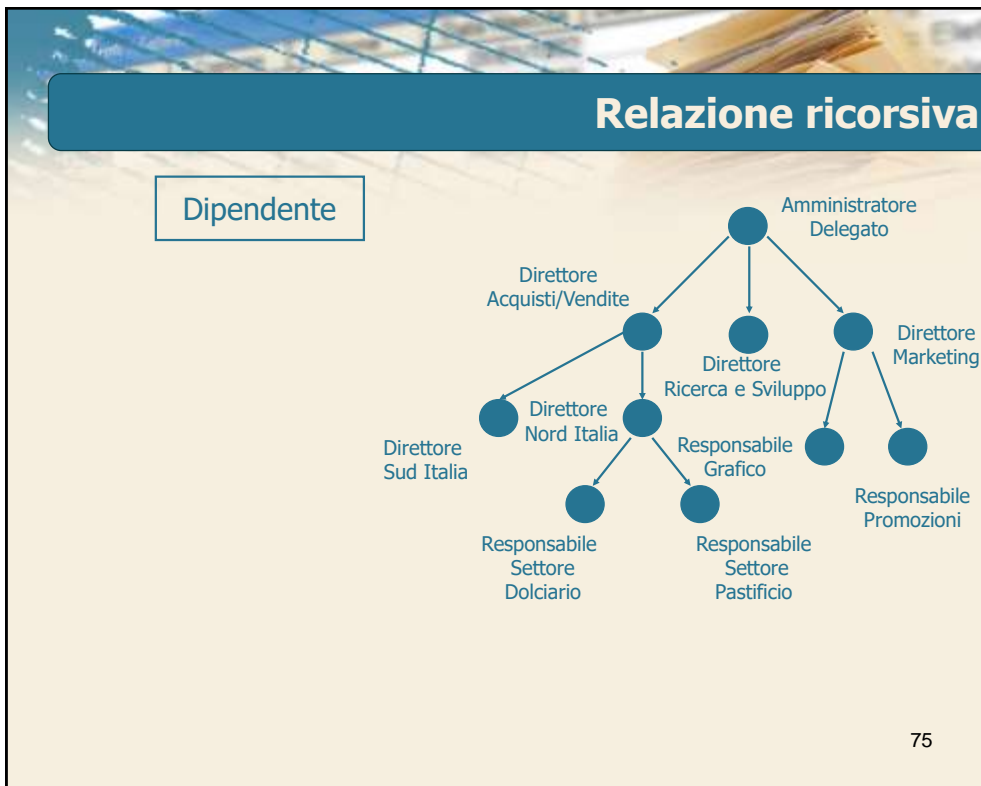 Relazione ricorsiva
Dipendente
Amministratore
Delegato
Direttore
Acquisti/Vendite
Direttore
Ricerca e Sviluppo
Direttore
Marketing
Direttore
Sud Italia
Direttore
Nord Italia
Responsabile
Grafico
Responsabile
Promozioni
Responsabile
Settore
Dolciario
Responsabile
Settore
Pastificio
75